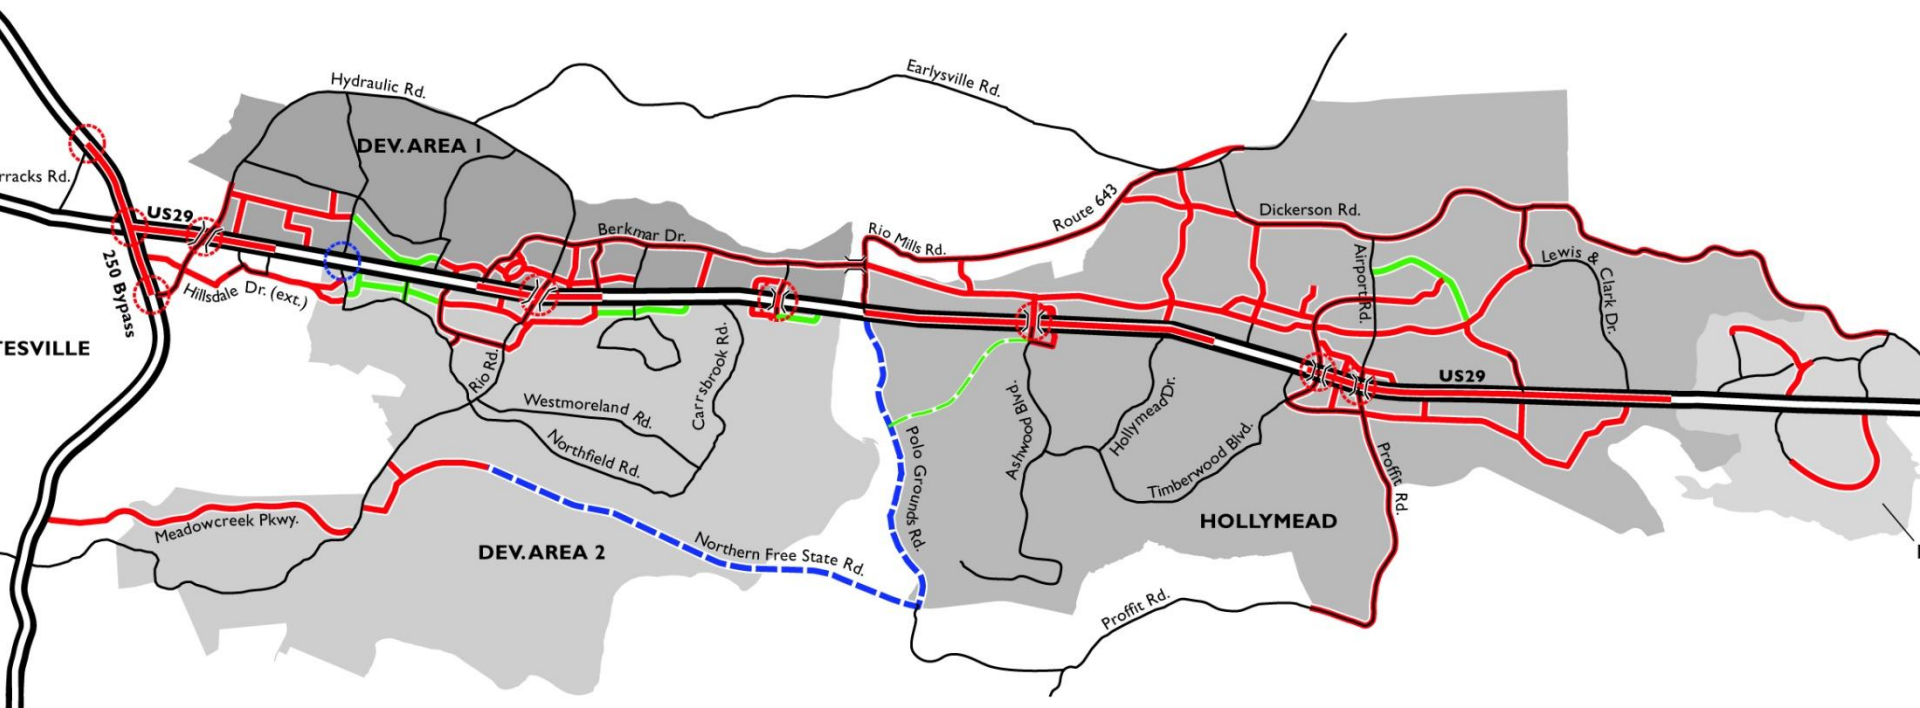 Earlysville Rd.
Hydraulic Rd.
DEV. AREA 1
rracks Rd.
US29
Route 643
Dickerson Rd.
Berkmar Dr.
Rio Mills Rd.
Airport Rd.
Lewis & Clark Dr.
250 Bypass
Hillsdale Dr. (ext.)
TESVILLE
Rio Rd.
Carrsbrook Rd.
US29
Westmoreland Rd.
Northfield Rd.
Ashwood Blvd.
Hollymead Dr.
Timberwood Blvd.
Polo Grounds Rd.
Proffit Rd.
Meadowcreek Pkwy.
HOLLYMEAD
DEV. AREA 2
Northern Free State Rd.
Proffit Rd.